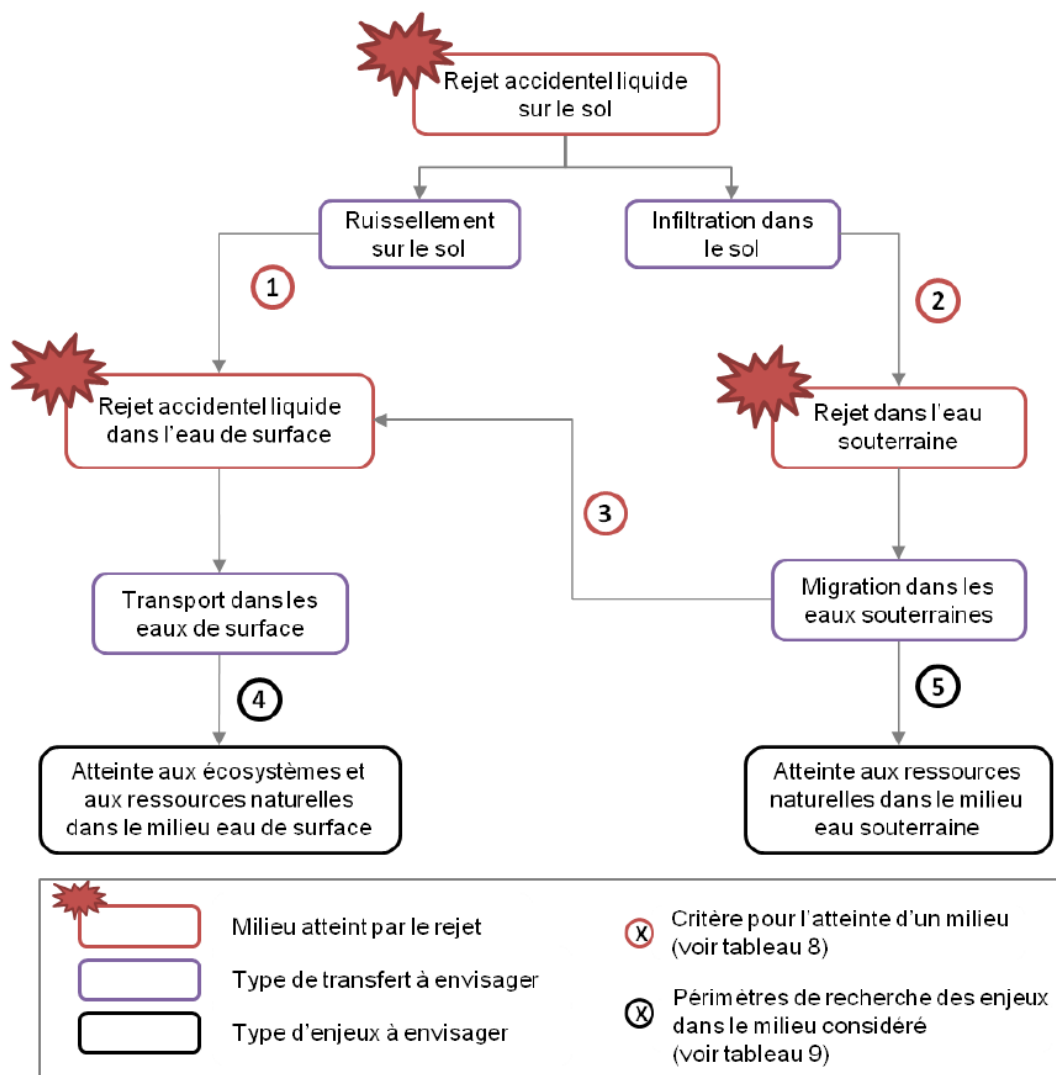 Rejet accidentel liquide
sur le sol
Ruissellement
sur le sol
Infiltration dans
le sol
1
2
Rejet accidentel liquide
dans l'eau de surface
Rejet dans l'eau
souterraine
3
Transport dans les
eaux de surface
Migration dans les
eaux souterraines
4
5
Atteinte aux écosystèmes et
aux ressources naturelles
dans le milieu eau de surface
Atteinte aux ressources
naturelles dans le milieu
eau souterraine
Milieu atteint par le rejet
Type de transfert à envisager
Type d'enjeux à envisager
X
Critère pour l'atteinte d'un milieu
(voir tableau 8)
X
Périmètres de recherche des enjeux
dans le milieu considéré
(voir tableau 9)